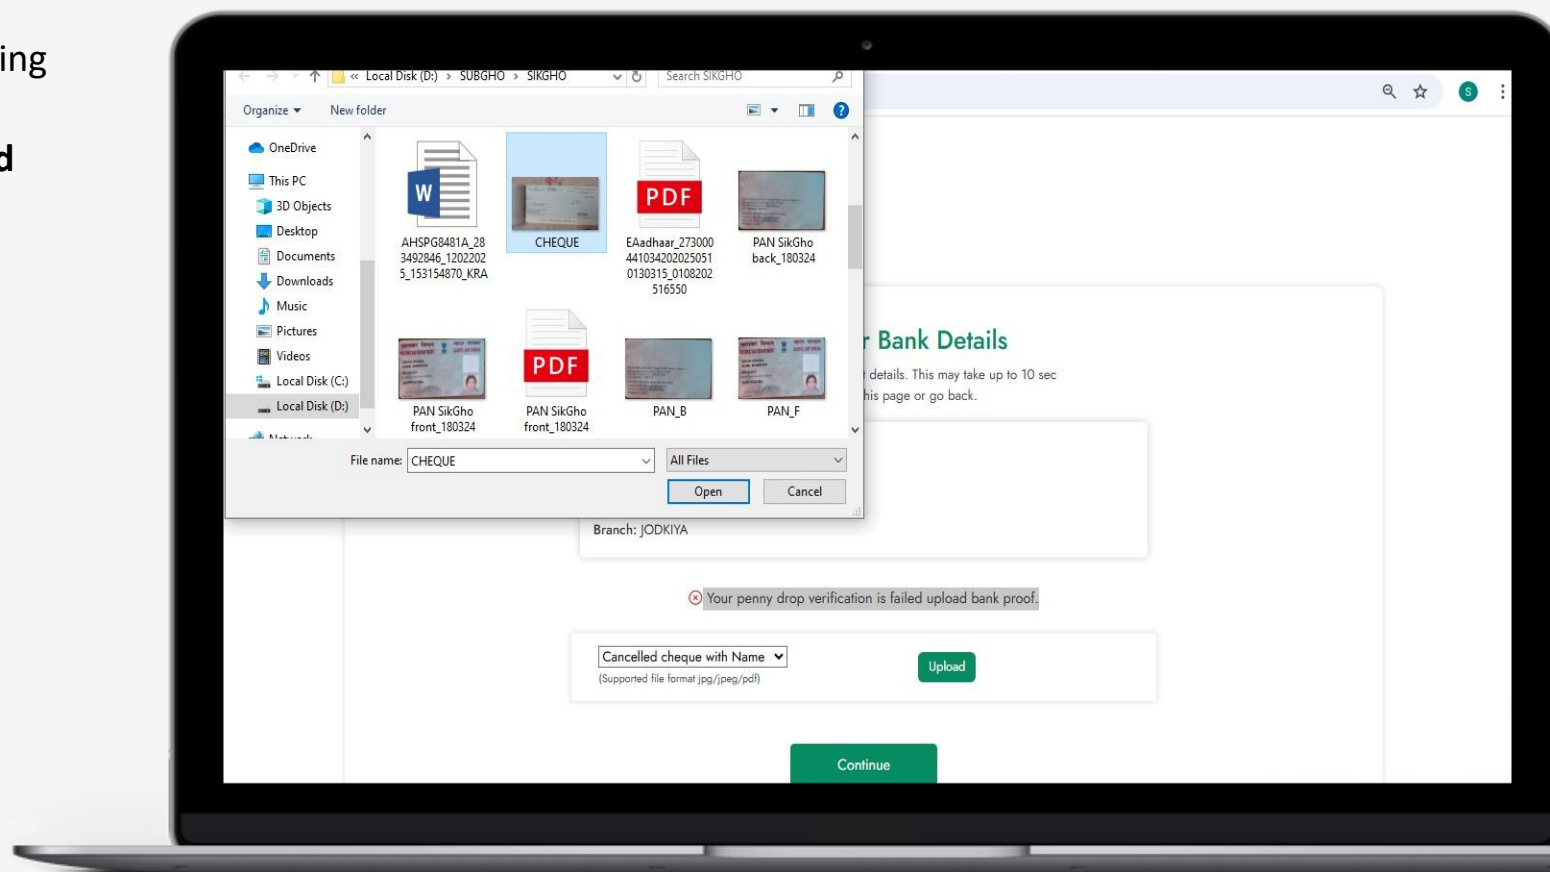 ing
d
« Local Disk (D:) › SUBGHO › SIKGHO
Search SIKGHO
Organize
New folder
OneDrive
This PC
3D Objects
Desktop
Documents
Downloads
Music
Pictures
Videos
Local Disk (C:)
Local Disk (D:)
Network
W
AHSPG8481A_28
3492846_1202202
5_153154870_KRA
CHEQUE
PDF
EAadhaar_273000
441034202025051
0130315_0108202
516550
PAN SikGho
back_180324
PAN SikGho
front_180324
PDF
PAN SikGho
front_180324
PAN_B
PAN_F
File name: CHEQUE
All Files
Open
Cancel
S
r Bank Details
t details. This may take up to 10 sec
his page or go back.
Branch: JODKIYA
Your penny drop verification is failed upload bank proof.
Cancelled cheque with Name
(Supported file format jpg/jpeg/pdf)
Upload
Continue